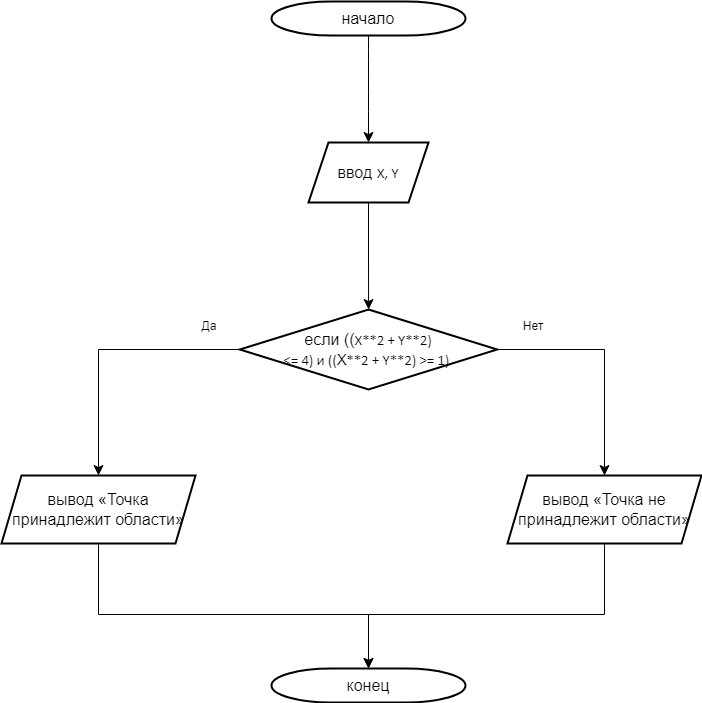 начало
ввод X, Y
Да
Нет
если ((X**2 + Y**2)
<= 4) и ((X**2 + Y**2) >= 1)
вывод «Точка
принадлежит области»
вывод «Точка не
принадлежит области»
конец